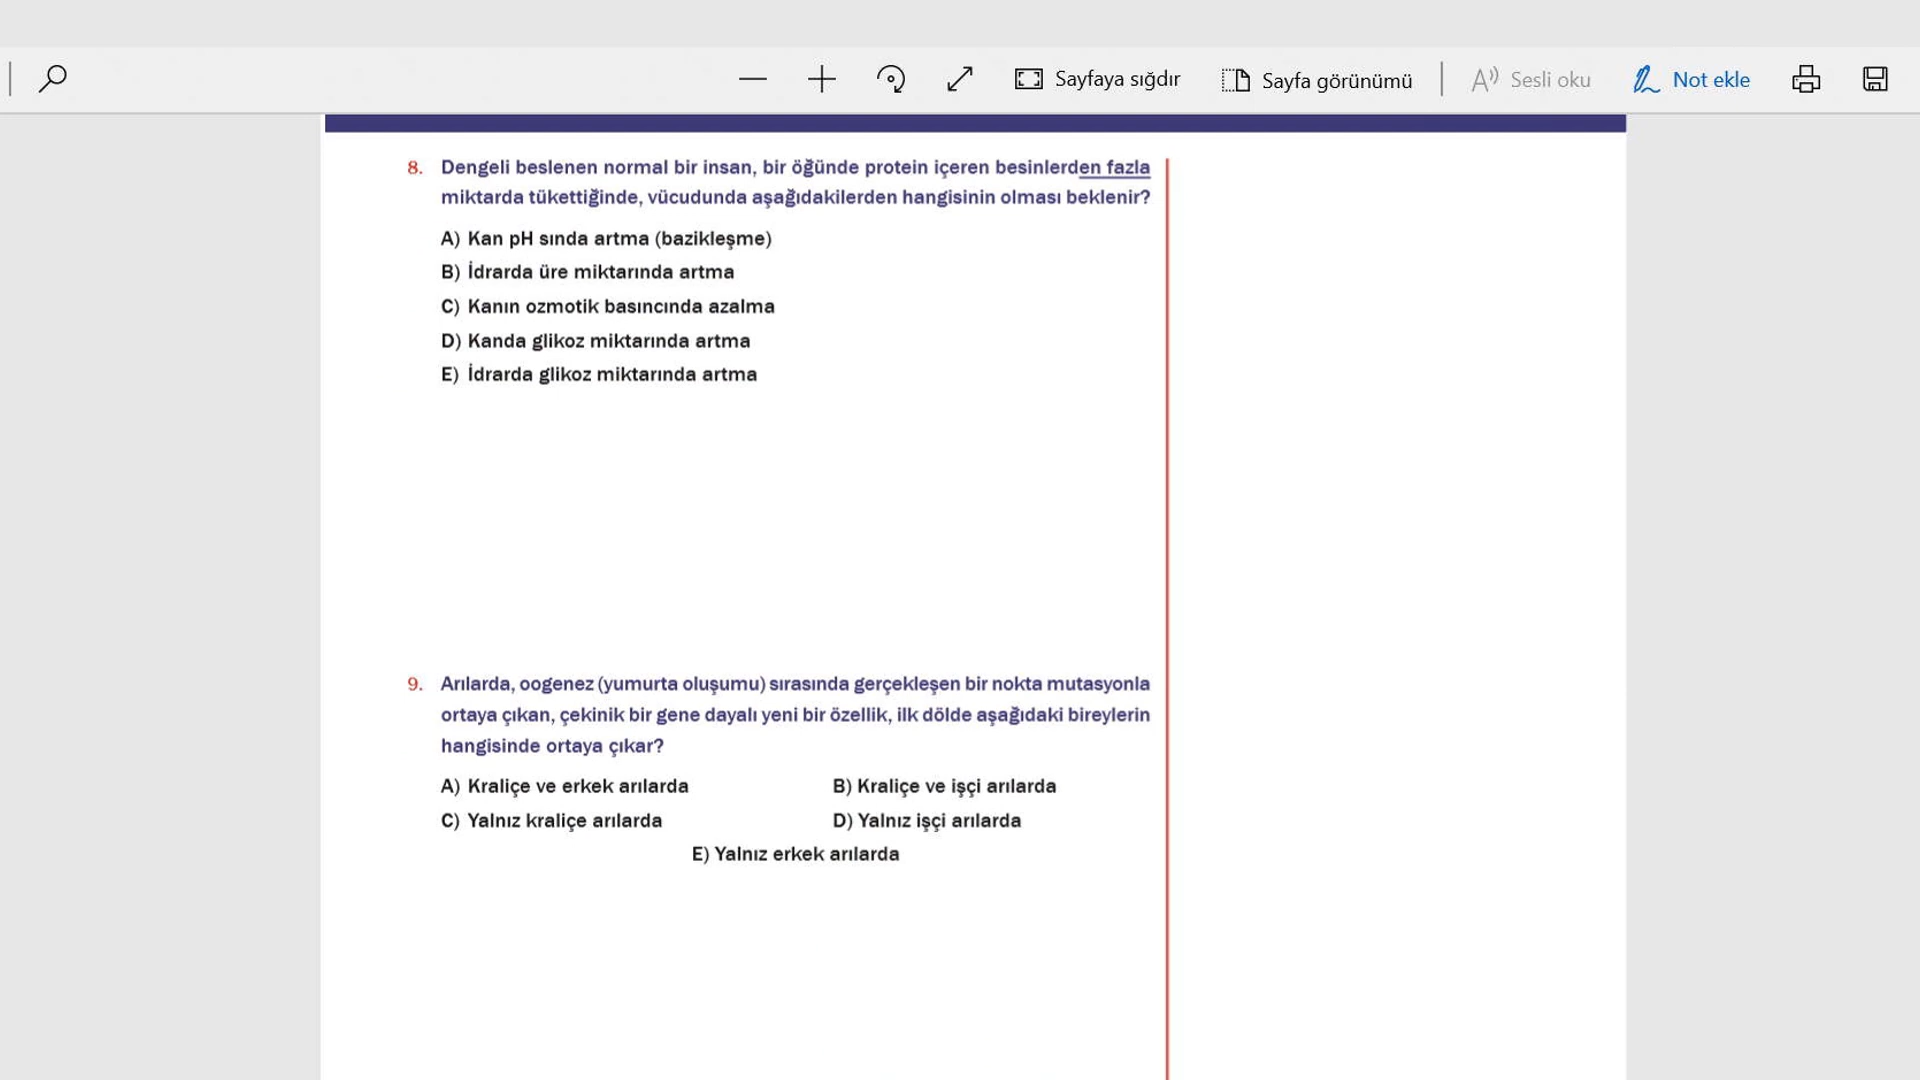 Sayfaya sığdır
Sayfa görünümü
Sesli oku
Not ekle
8. Dengeli beslenen normal bir insan, bir öğünde protein içeren besinlerden fazla
miktarda tükettiğinde, vücudunda aşağıdakilerden hangisinin olması beklenir?
A) Kan pH sında artma (bazikleşme)
B) İdrarda üre miktarında artma
C) Kanın ozmotik basıncında azalma
D) Kanda glikoz miktarında artma
E) İdrarda glikoz miktarında artma
9. Arılarda, oogenez (yumurta oluşumu) sırasında gerçekleşen bir nokta mutasyonla
ortaya çıkan, çekinik bir gene dayalı yeni bir özellik, ilk dölde aşağıdaki bireylerin
hangisinde ortaya çıkar?
A) Kraliçe ve erkek arılarda
B) Kraliçe ve işçi arılarda
C) Yalnız kraliçe arılarda
D) Yalnız işçi arılarda
E) Yalnız erkek arılarda